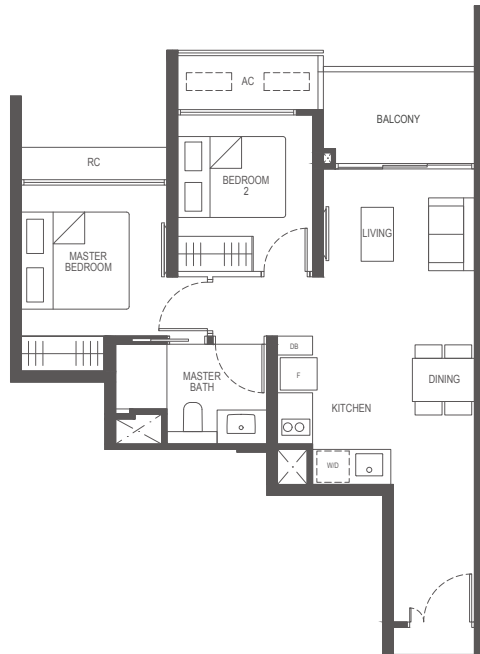 AC
BALCONY
RC
BEDROOM
2
LIVING
MASTER
BEDROOM
DB
F
MASTER
BATH
DINING
KITCHEN
W/D